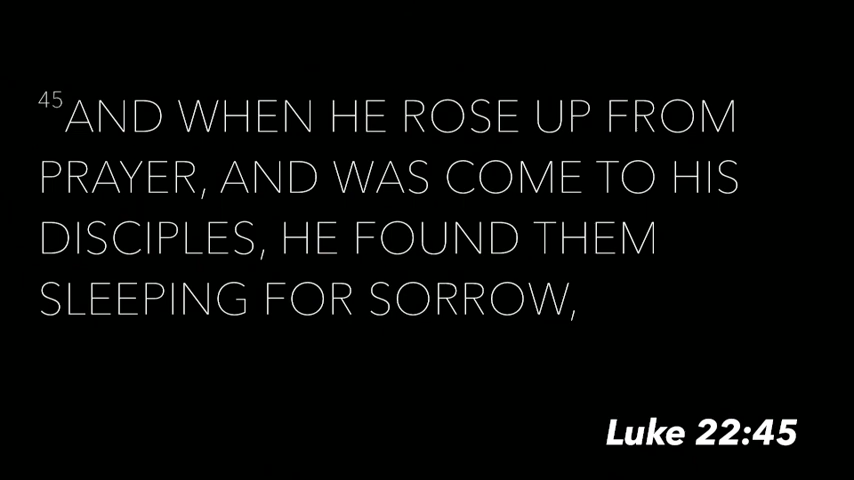 45AND WHEN HE ROSE UP FROM
PRAYER, AND WAS COME TO HIS
DISCIPLES, HE FOUND THEM
SLEEPING FOR SORROW,
Luke 22:45